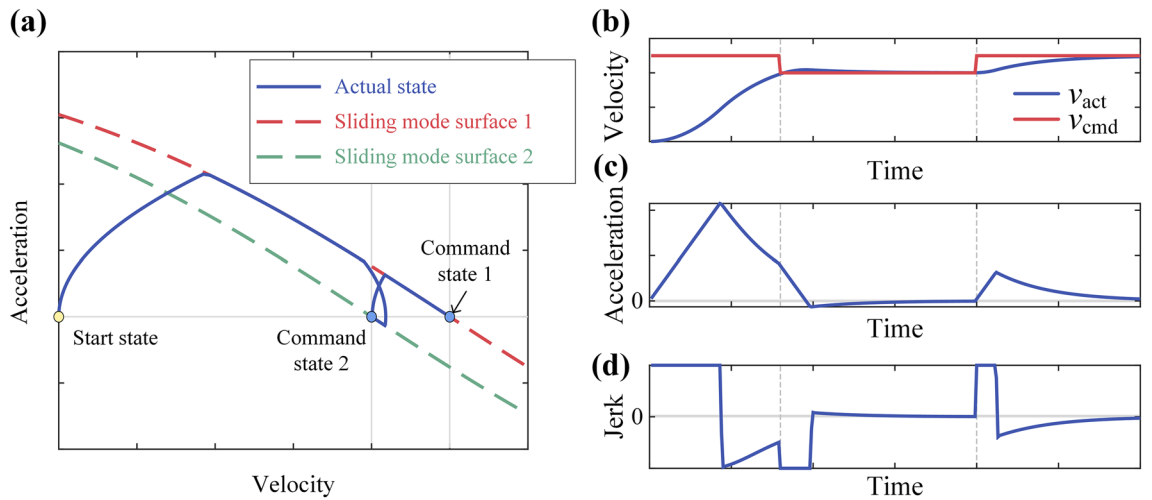 (a)
Actual state
Sliding mode surface 1
Sliding mode surface 2
Acceleration
Command
state 1
Start state
Command
state 2
Velocity
(b)
Velocity
v_act
v_cmd
Time
(c)
Acceleration
0
Time
(d)
Jerk
0
Time